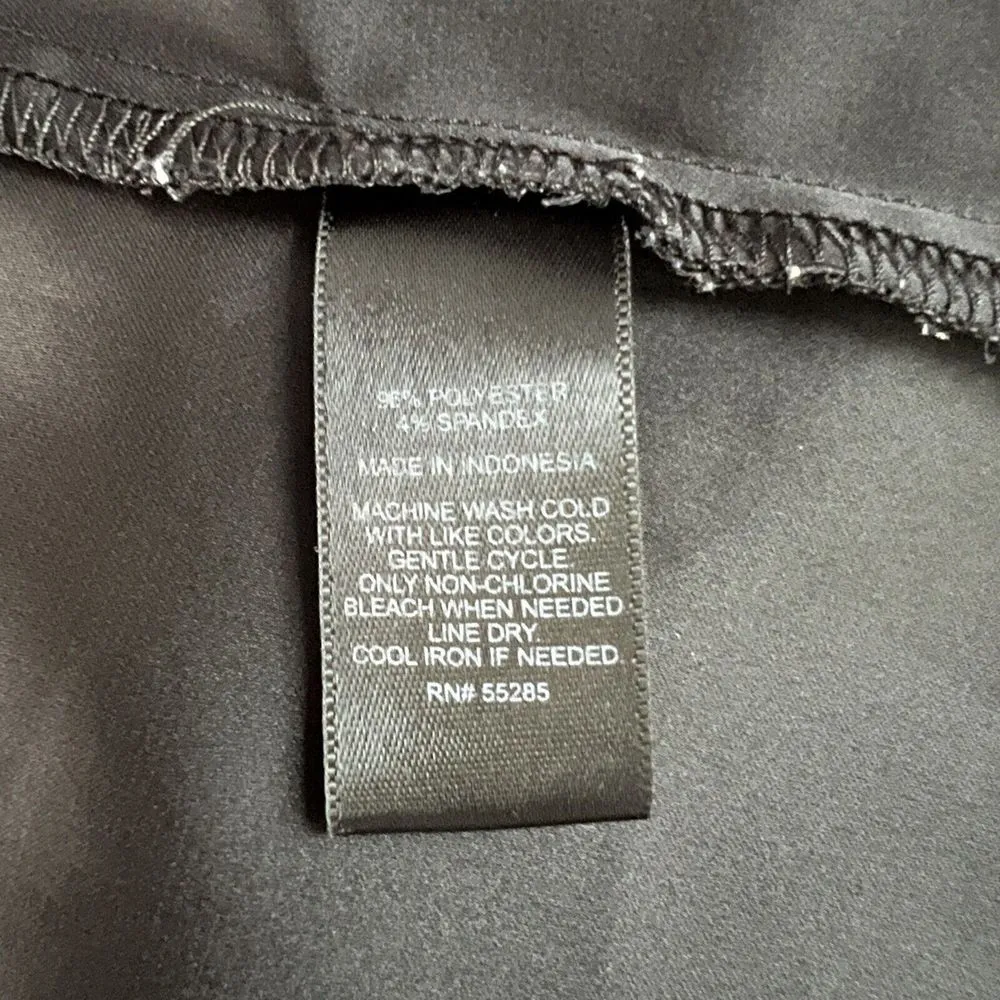 96% POLYESTER
4% SPANDEX
MADE IN INDONESIA
MACHINE WASH COLD
WITH LIKE COLORS.
GENTLE CYCLE.
ONLY NON-CHLORINE
BLEACH WHEN NEEDED
LINE DRY.
COOL IRON IF NEEDED
RN# 55285